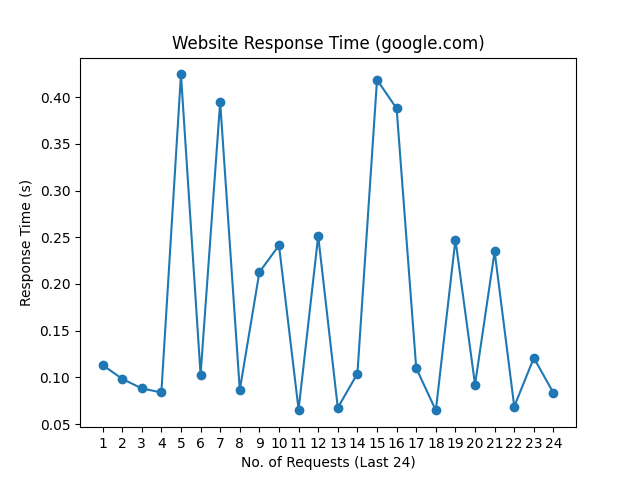 Website Response Time (google.com)
0.40
0.35
0.30
0.25
0.20
0.15
0.10
0.05
Response Time (s)
1 2 3 4 5 6 7 8 9 10 11 12 13 14 15 16 17 18 19 20 21 22 23 24
No. of Requests (Last 24)